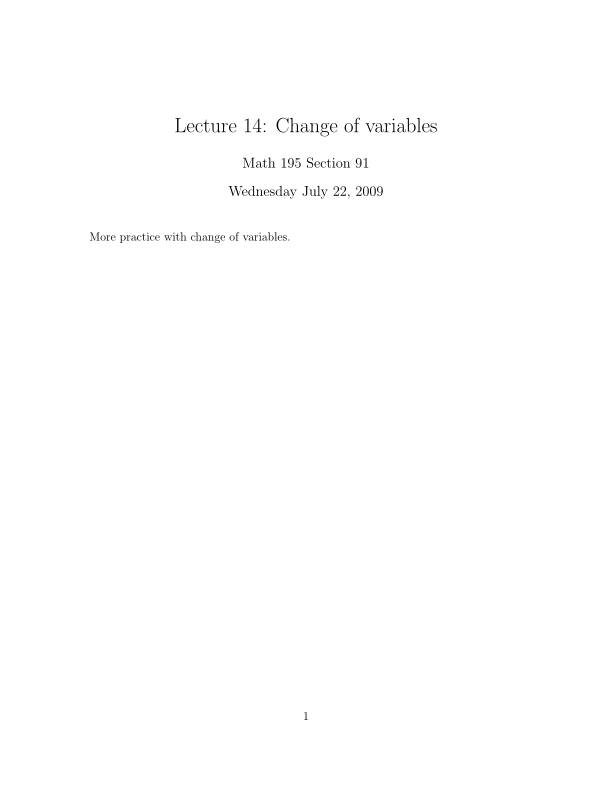 Lecture 14: Change of variables
Math 195 Section 91
Wednesday July 22, 2009
More practice with change of variables.
1